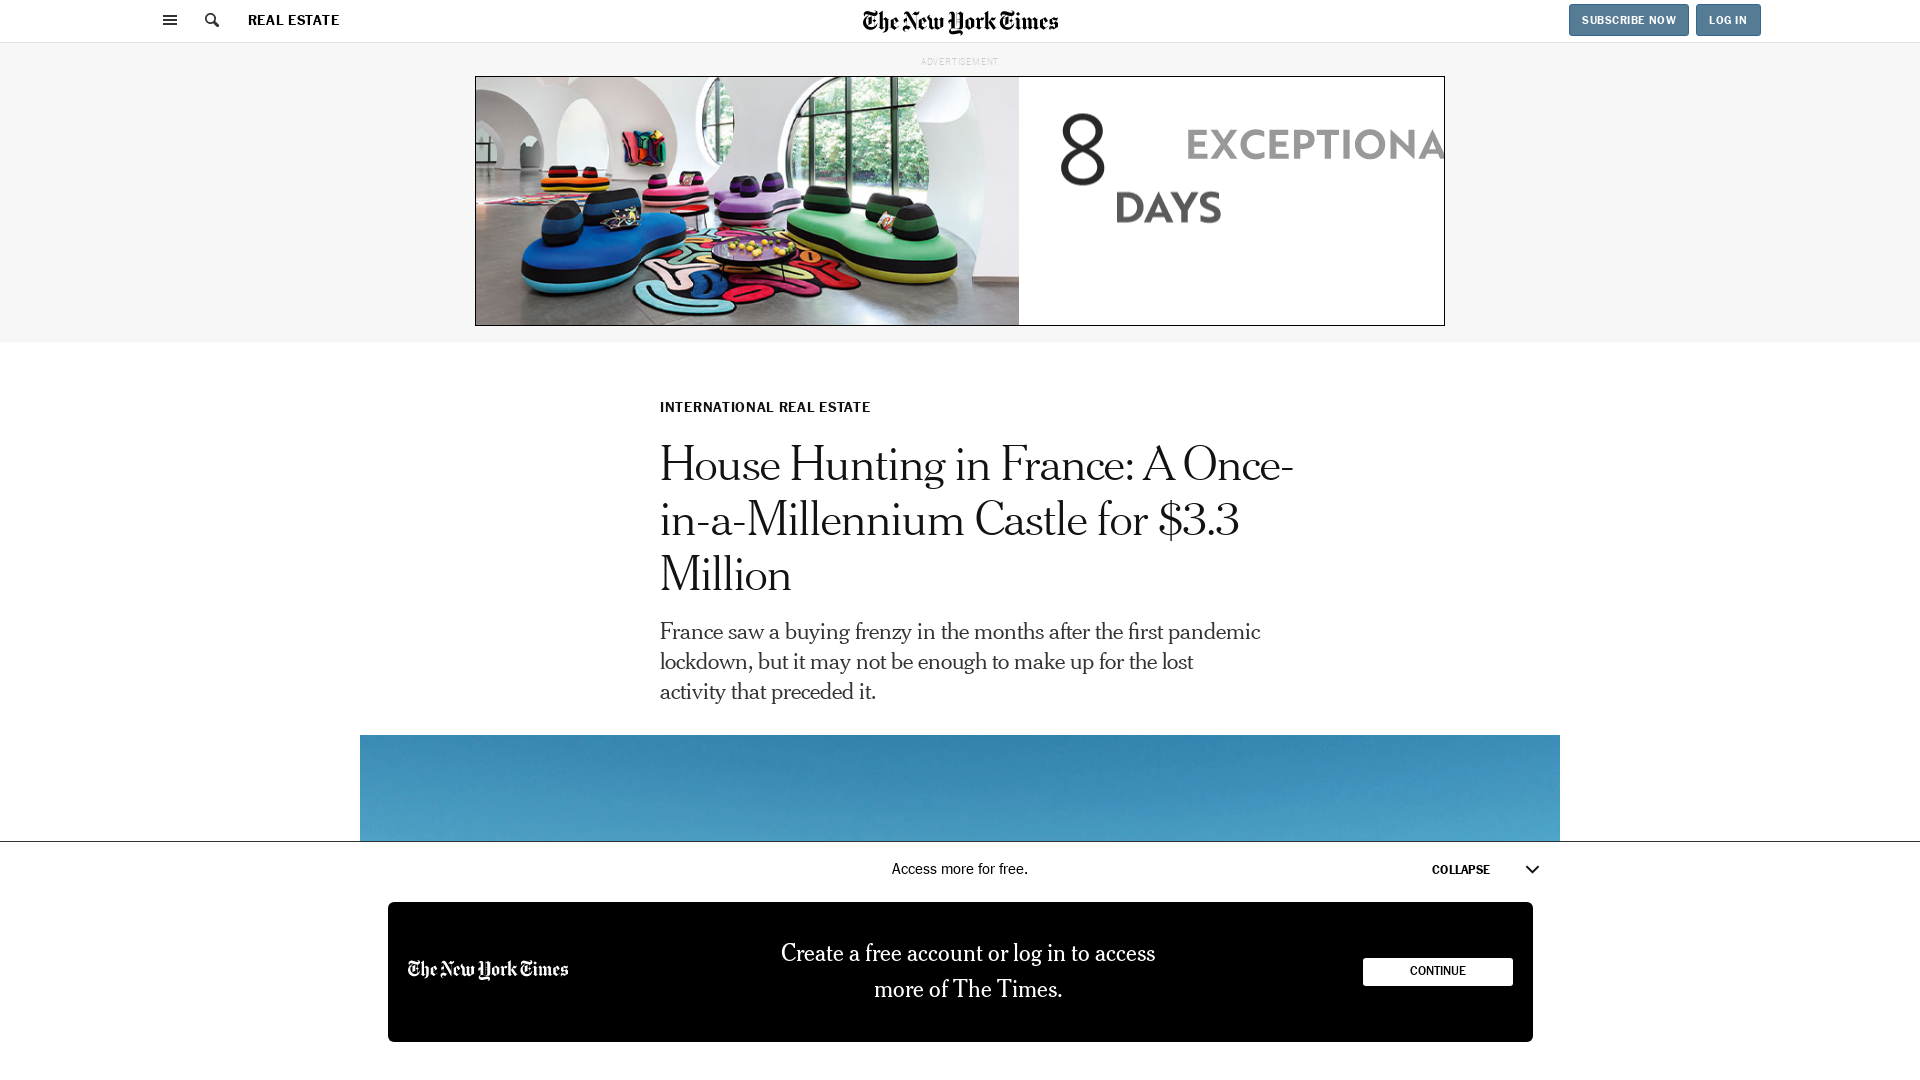 REAL ESTATE
The New York Times
SUBSCRIBE NOW
LOG IN
ADVERTISEMENT
8
EXCEPTIONA
DAYS
INTERNATIONAL REAL ESTATE
House Hunting in France: A Once-
in-a-Millennium Castle for $3.3
Million
France saw a buying frenzy in the months after the first pandemic
lockdown, but it may not be enough to make up for the lost
activity that preceded it.
Access more for free.
COLLAPSE
The New York Times
Create a free account or log in to access
more of The Times.
CONTINUE